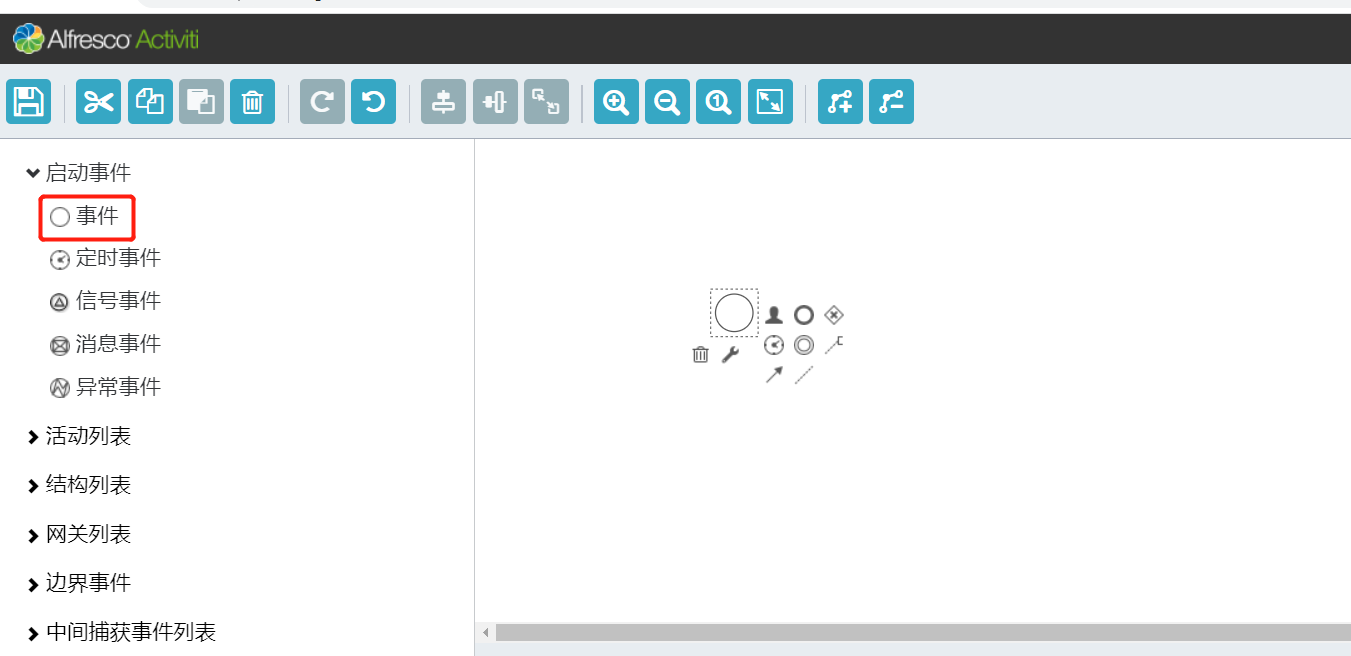 Alfresco Activiti
启动事件
事件
定时事件
信号事件
消息事件
异常事件
活动列表
结构列表
网关列表
边界事件
中间捕获事件列表